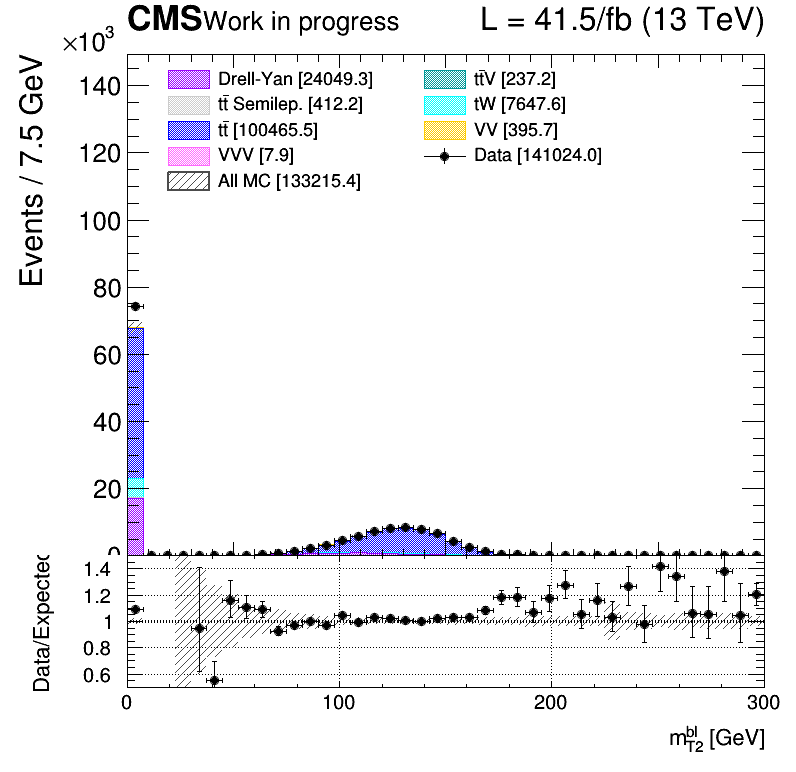 CMS Work in progress L = 41.5/fb (13 TeV)
×10³
Events / 7.5 GeV
140
120
100
80
60
40
20
0
Drell-Yan [24049.3]
tt̄ Semilep. [412.2]
tt̄ [100465.5]
VVV [7.9]
All MC [133215.4]
tt̄V [237.2]
tW [7647.6]
VV [395.7]
Data [141024.0]
Data/Expected
1.4
1.2
1
0.8
0.6
0 100 200 300
m_T2^bl [GeV]